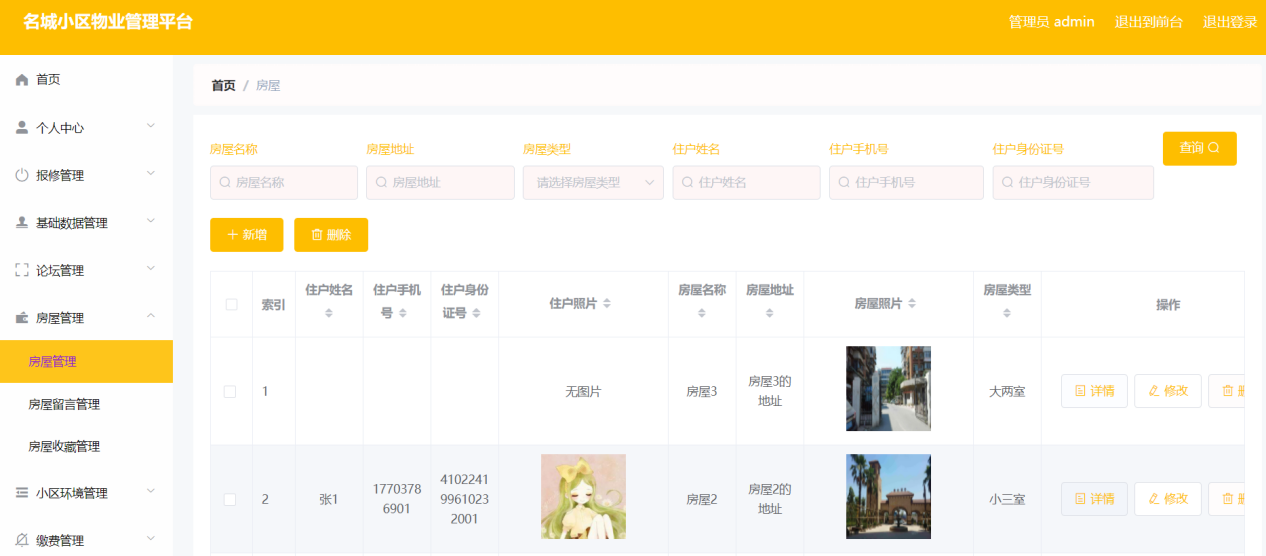 名城小区物业管理平台
管理员 admin 退出到前台 退出登录
首页
个人中心
报修管理
基础数据管理
论坛管理
房屋管理
房屋管理
房屋留言管理
房屋收藏管理
小区环境管理
缴费管理
首页 / 房屋
房屋名称 房屋地址 房屋类型 住户姓名 住户手机号 住户身份证号
房屋名称 房屋地址 请选择房屋类型 住户姓名 住户手机号 住户身份证号
查询
+ 新增 删除
索引 住户姓名 住户手机号 住户身份证号 住户照片 房屋名称 房屋地址 房屋照片 房屋类型 操作
1 无图片 房屋3 房屋3的地址 大两室 详情 修改
2 张1 17703786901 410224199610232001 房屋2 房屋2的地址 小三室 详情 修改